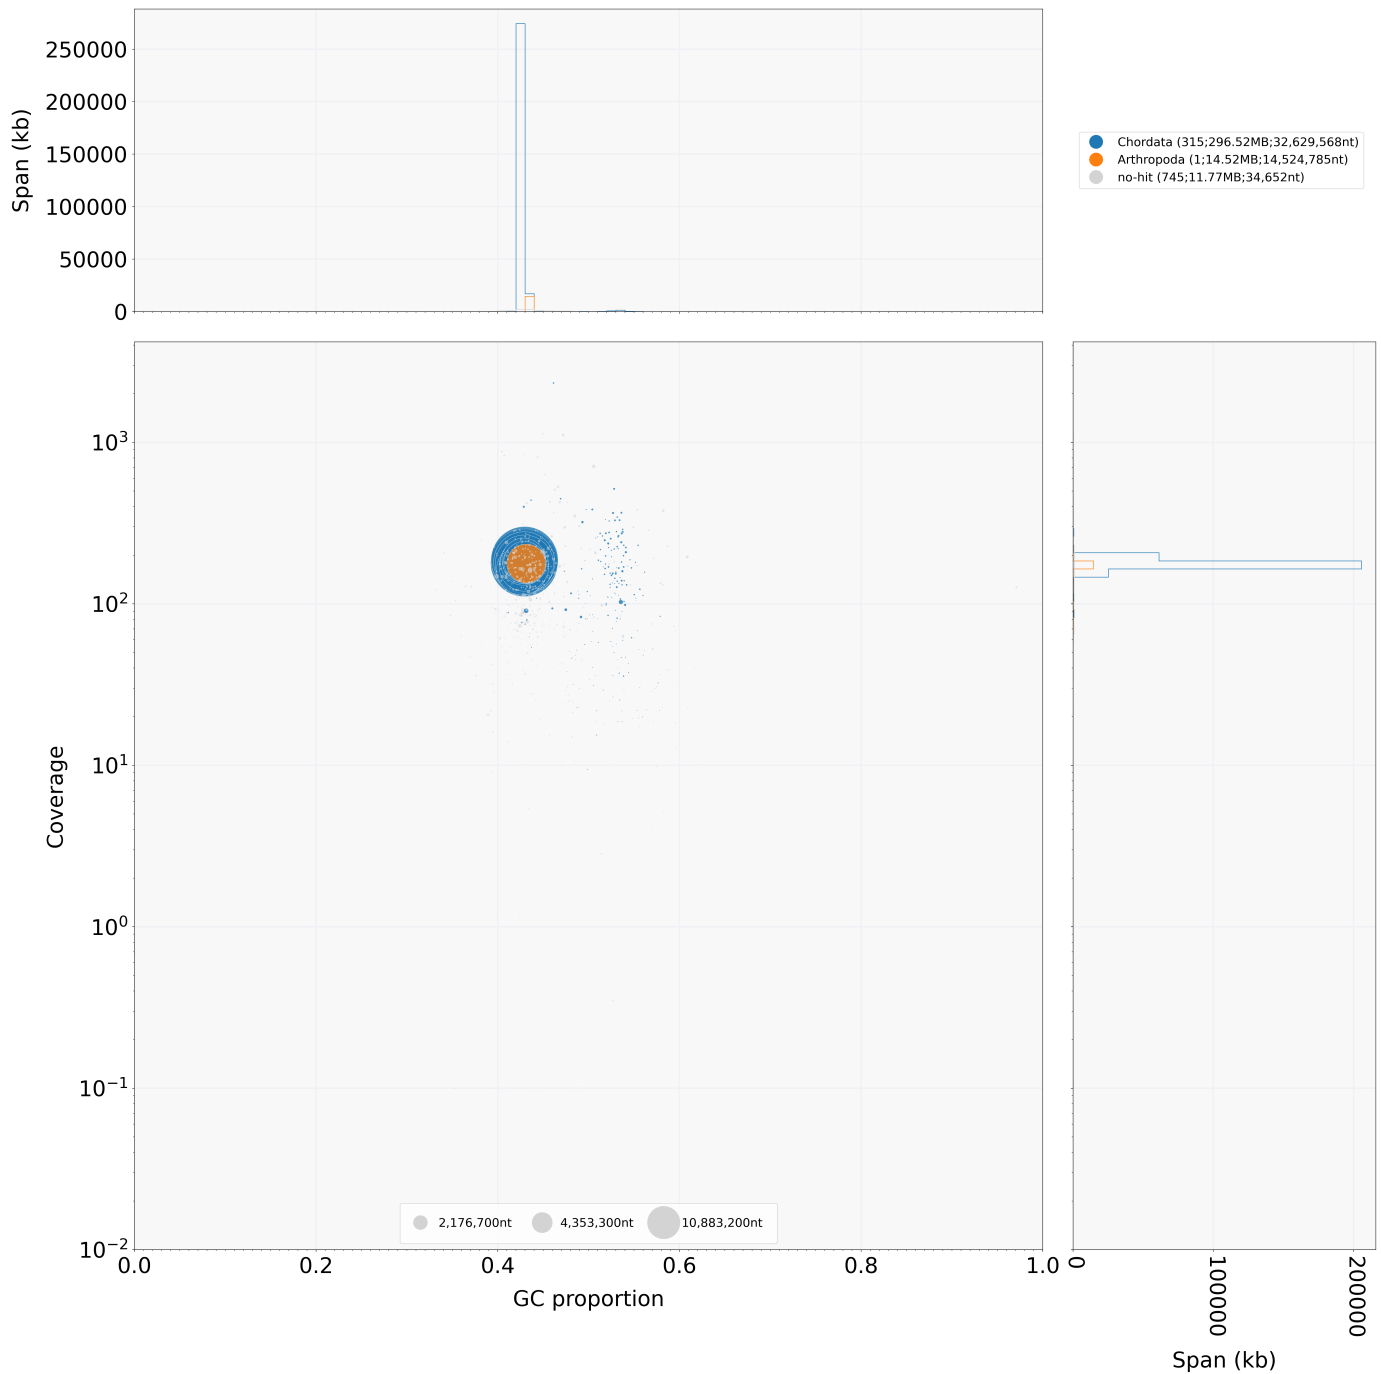 250000
200000
150000
100000
50000
0
Span (kb)
Chordata (315;296.52MB;32,629,568nt)
Arthropoda (1;14.52MB;14,524,785nt)
no-hit (745;11.77MB;34,652nt)
10³
10²
10¹
10⁰
10⁻¹
10⁻²
Coverage
2,176,700nt 4,353,300nt 10,883,200nt
0.0 0.2 0.4 0.6 0.8 1.0
GC proportion
0 100000 200000
Span (kb)